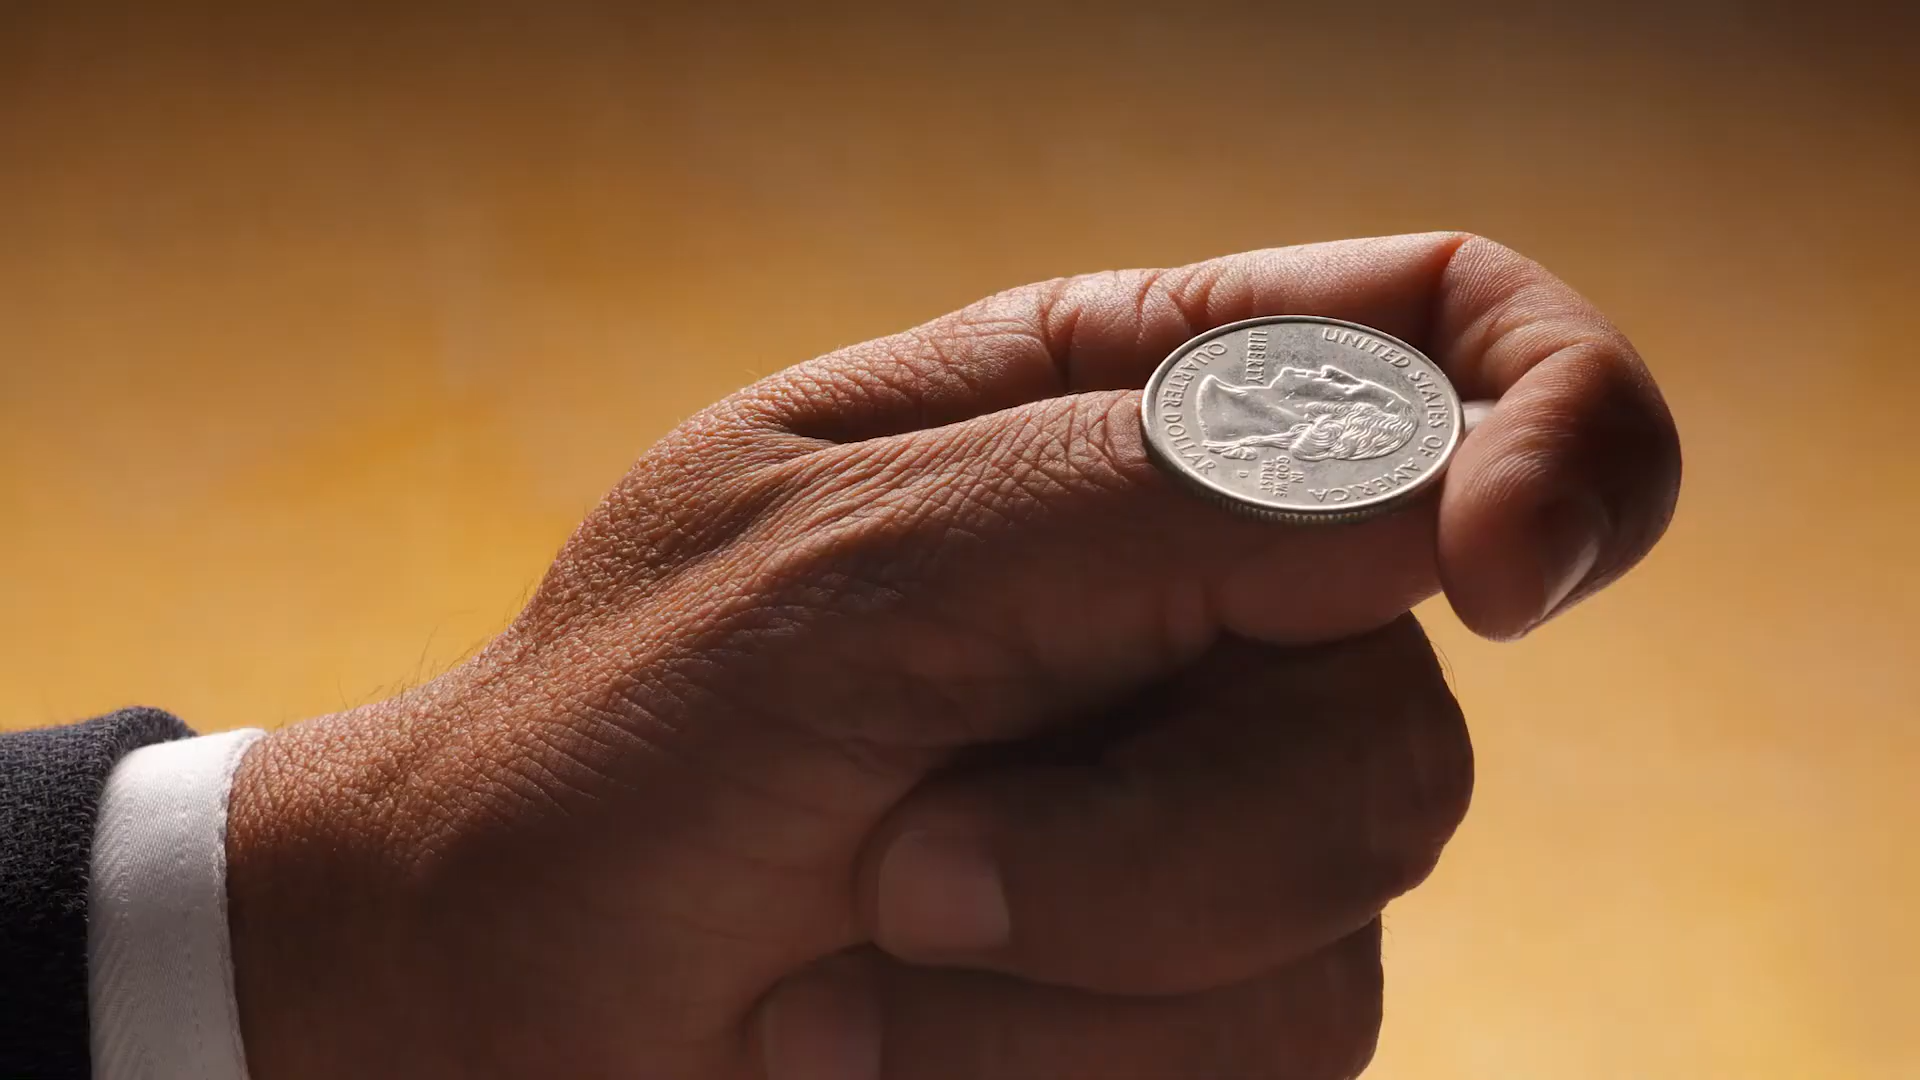 UNITED STATES OF AMERICA
LIBERTY
IN
GOD WE
TRUST
D
QUARTER DOLLAR